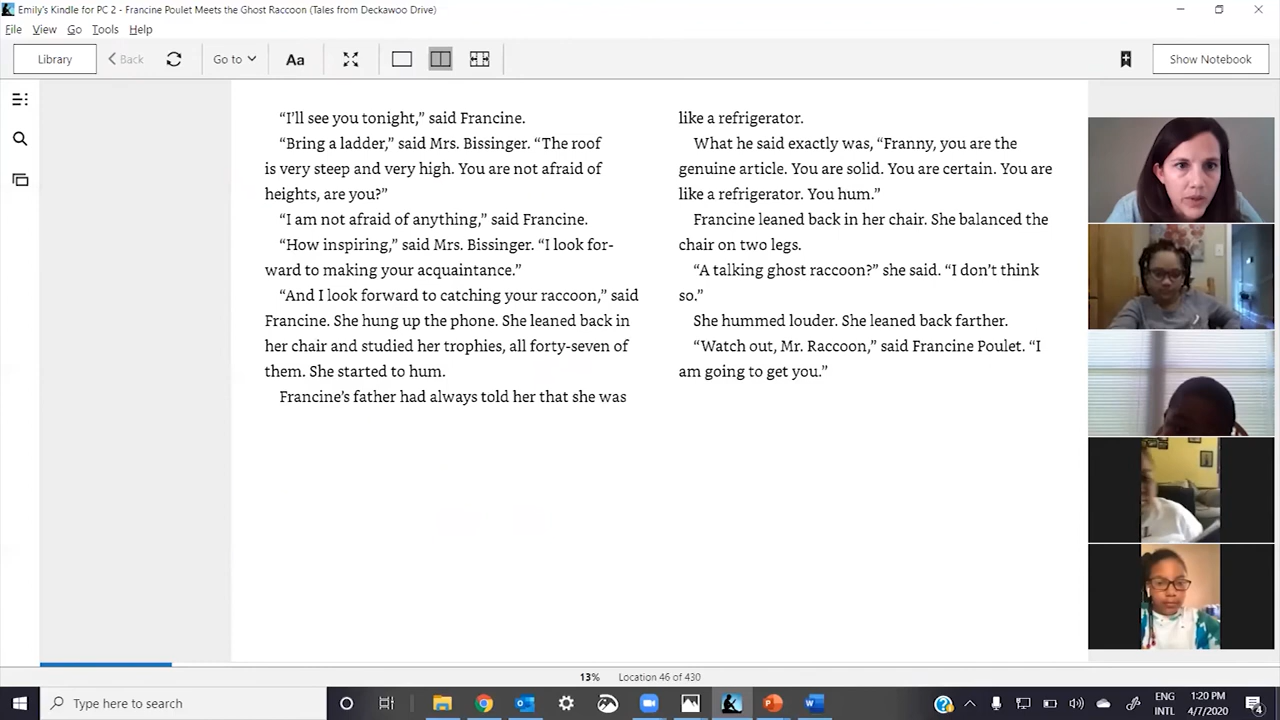 Emily's Kindle for PC 2 - Francine Poulet Meets the Ghost Raccoon (Tales from Deckawoo Drive)
File View Go Tools Help
Library
Back
Go to
Aa
Show Notebook
“I’ll see you tonight,” said Francine.
“Bring a ladder,” said Mrs. Bissinger. “The roof
is very steep and very high. You are not afraid of
heights, are you?”
“I am not afraid of anything,” said Francine.
“How inspiring,” said Mrs. Bissinger. “I look for-
ward to making your acquaintance.”
“And I look forward to catching your raccoon,” said
Francine. She hung up the phone. She leaned back in
her chair and studied her trophies, all forty-seven of
them. She started to hum.
Francine’s father had always told her that she was
like a refrigerator.
What he said exactly was, “Franny, you are the
genuine article. You are solid. You are certain. You are
like a refrigerator. You hum.”
Francine leaned back in her chair. She balanced the
chair on two legs.
“A talking ghost raccoon?” she said. “I don’t think
so.”
She hummed louder. She leaned back farther.
“Watch out, Mr. Raccoon,” said Francine Poulet. “I
am going to get you.”
13% Location 46 of 430
Type here to search
ENG
INTL
1:20 PM
4/7/2020
4